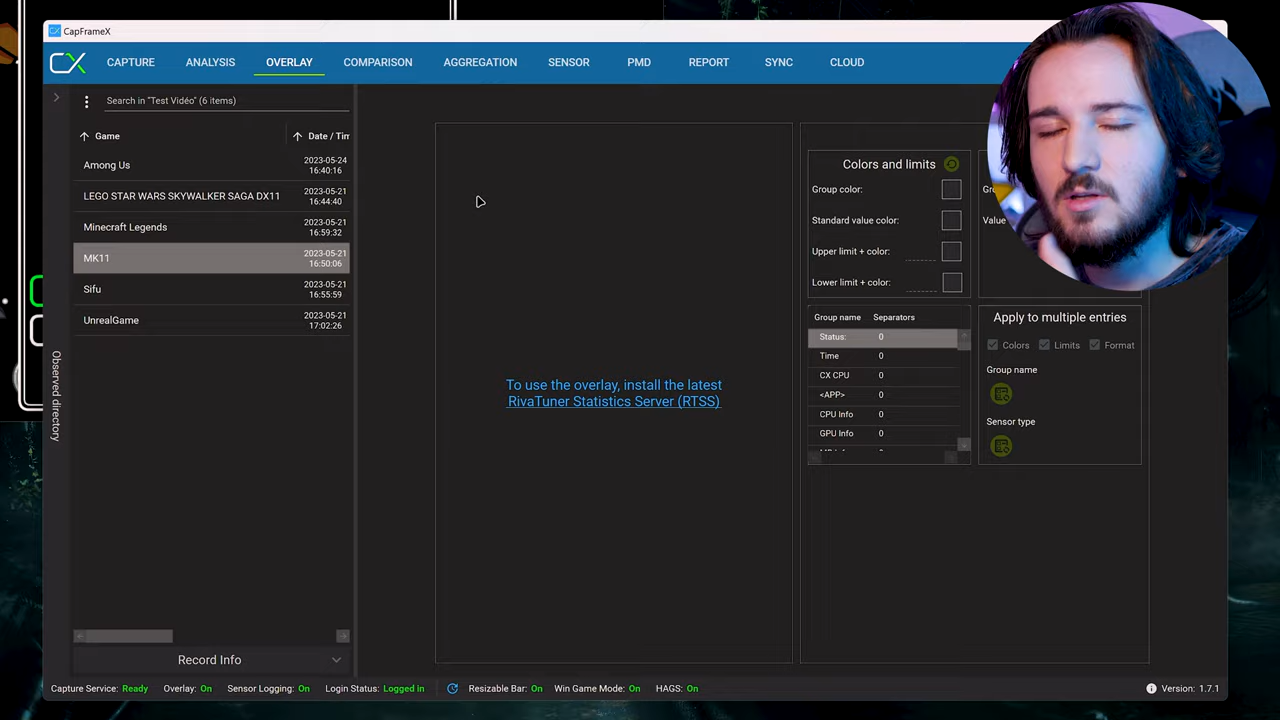 CapFrameX
CX CAPTURE ANALYSIS OVERLAY COMPARISON AGGREGATION SENSOR PMD REPORT SYNC CLOUD
Search in "Test Vidéo" (6 items)
Game Date / Tim
Among Us 2023-05-24 16:40:16
LEGO STAR WARS SKYWALKER SAGA DX11 2023-05-21 16:44:40
Minecraft Legends 2023-05-21 16:59:32
MK11 2023-05-21 16:50:06
Sifu 2023-05-21 16:55:59
UnrealGame 2023-05-21 17:02:26
Observed directory
Record Info
To use the overlay, install the latest
RivaTuner Statistics Server (RTSS)
Colors and limits
Group color:
Standard value color:
Upper limit + color:
Lower limit + color:
Value
Group name Separators
Status: 0
Time 0
CX CPU 0
<APP> 0
CPU Info 0
GPU Info 0
Apply to multiple entries
Colors Limits Format
Group name
Sensor type
Capture Service: Ready Overlay: On Sensor Logging: On Login Status: Logged In Resizable Bar: On Win Game Mode: On HAGS: On Version: 1.7.1